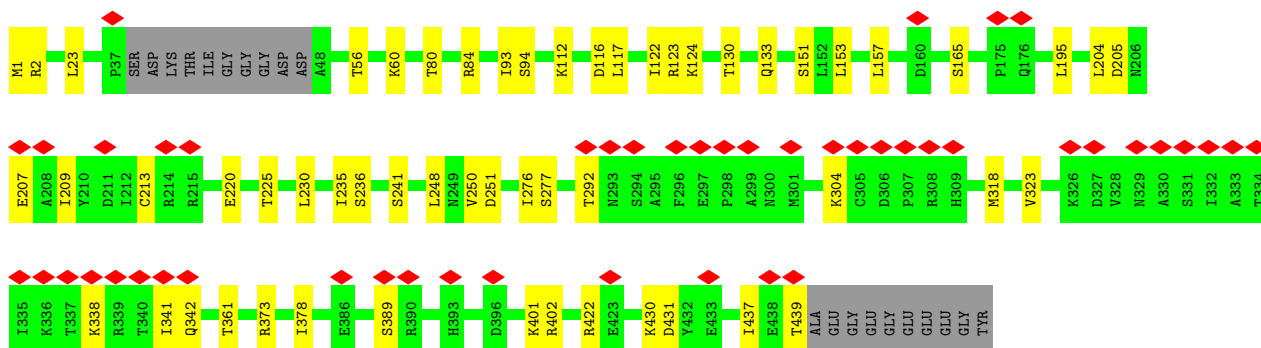 M1 R2 L23 P37 SER ASP LYS THR ILE GLY GLY GLY ASP ASP A48 T56 K60 T80 R84 I93 S94 K112 D116 L117 I122 R123 K124 T130 Q133 S151 L152 L153 L157 D160 S165 P175 Q176 L195 L204 D205 N206
E207 A208 I209 Y210 D211 I212 C213 R214 R215 E220 T225 L230 I235 S236 S241 L248 N249 V250 D251 I276 S277 T292 N293 S294 A295 F296 E297 P298 A299 N300 M301 K304 C305 D306 P307 R308 H309 M318 V323 K326 D327 V328 N329 A330 S331 I332 A333 T334
I335 K336 T337 K338 R339 T340 I341 Q342 T361 R373 I378 E386 S389 R390 H393 D396 K401 R402 R422 E423 K430 D431 Y432 E433 I437 E438 T439 ALA GLU GLY GLU GLY GLU GLU GLU GLY TYR